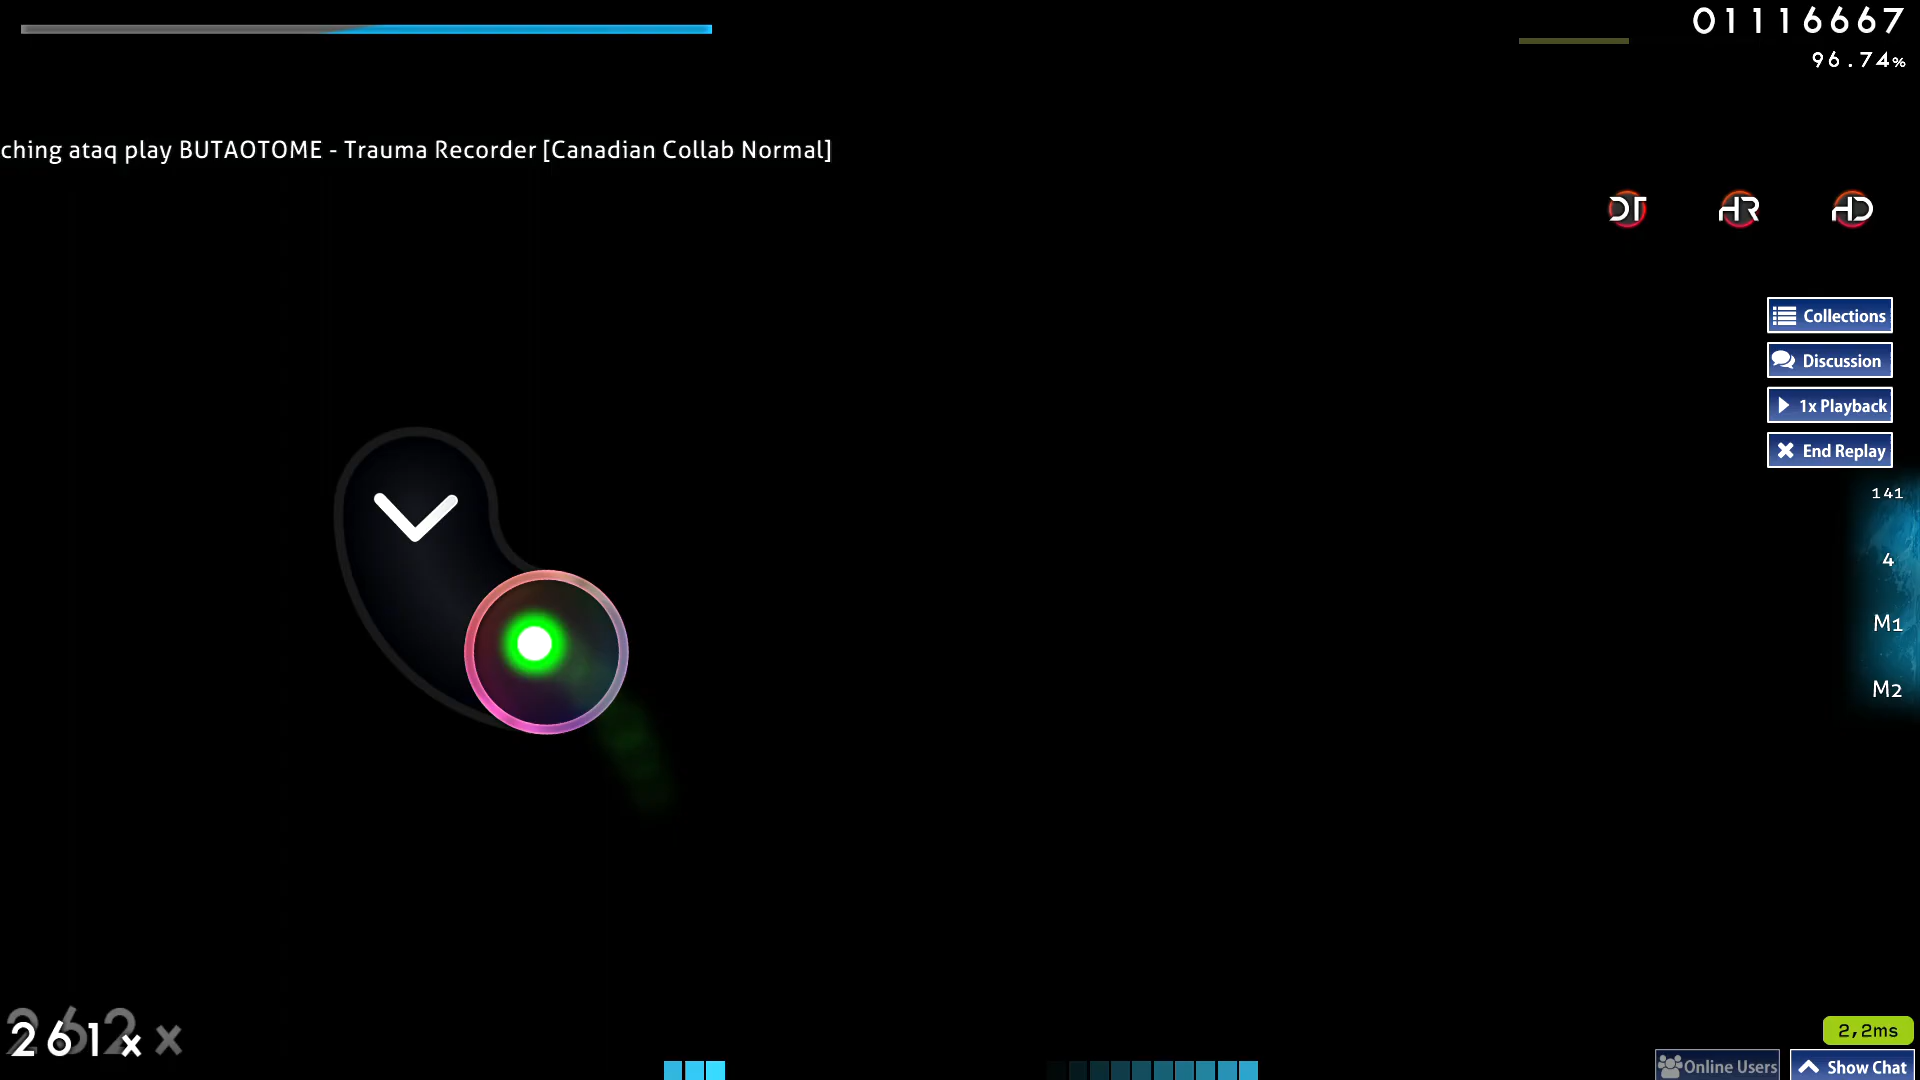 01116667
96.74%
ching ataq play BUTAOTOME - Trauma Recorder [Canadian Collab Normal]
DT HR HD
Collections
Discussion
1x Playback
End Replay
141
4
M1
M2
262x
261x
2,2ms
Online Users
Show Chat